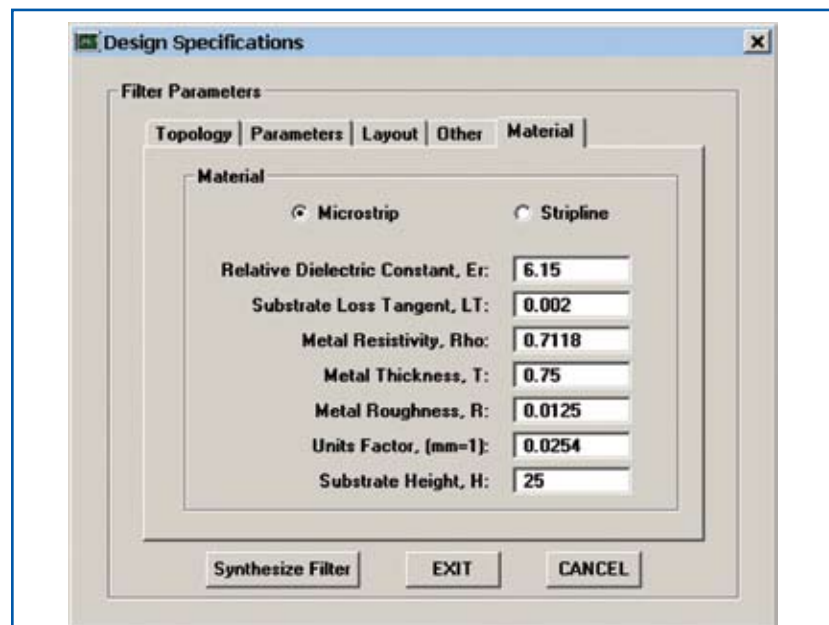 Design Specifications
Filter Parameters
Topology Parameters Layout Other Material
Material
Microstrip Stripline
Relative Dielectric Constant, Er: 6.15
Substrate Loss Tangent, LT: 0.002
Metal Resistivity, Rho: 0.7118
Metal Thickness, T: 0.75
Metal Roughness, R: 0.0125
Units Factor, (mm=1): 0.0254
Substrate Height, H: 25
Synthesize Filter EXIT CANCEL